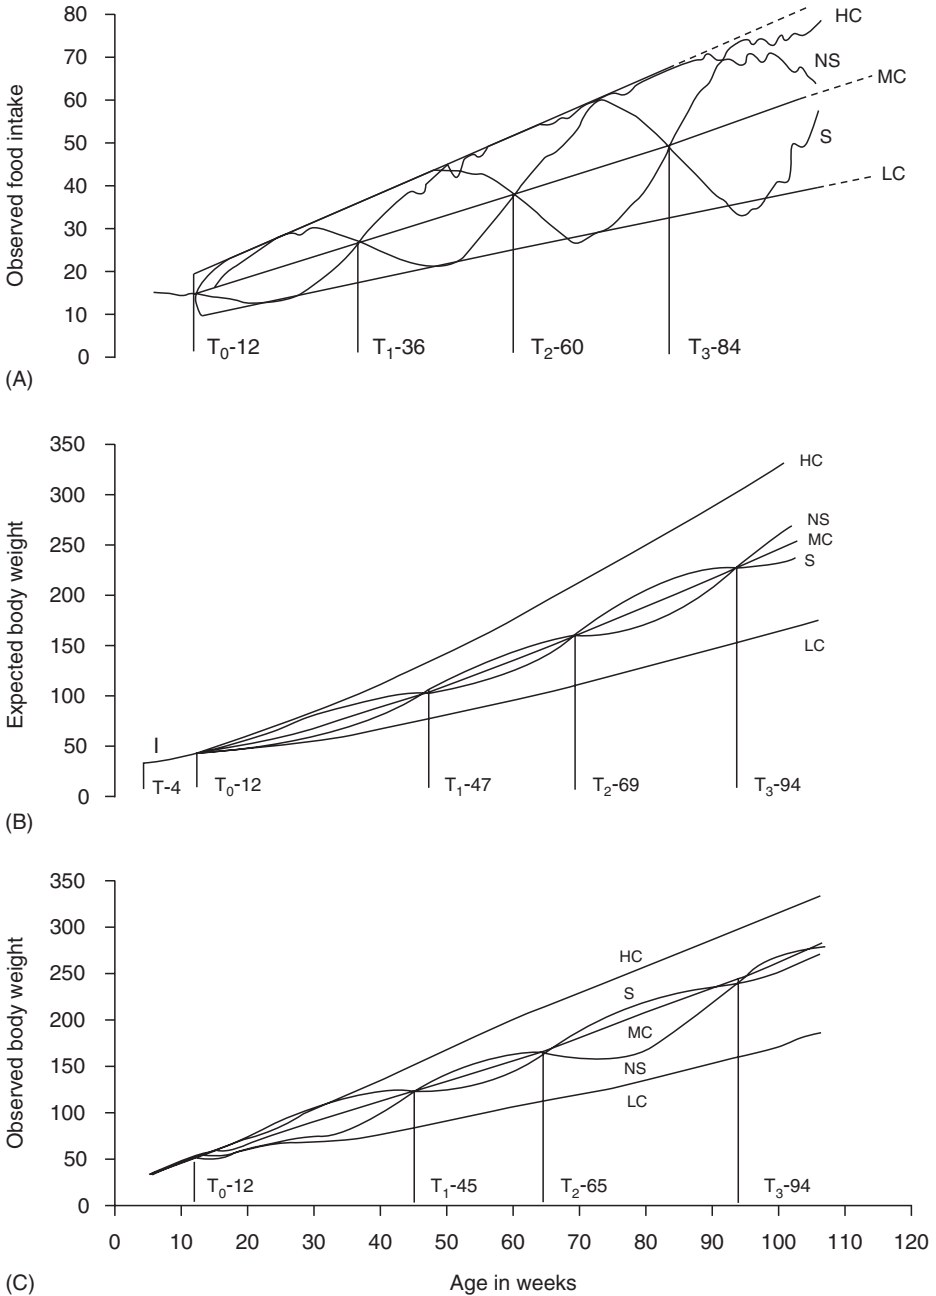 80
70
60
50
40
30
20
10
0
Observed food intake
HC
NS
MC
S
LC
T₀-12
T₁-36
T₂-60
T₃-84
(A)
350
300
250
200
150
100
50
0
Expected body weight
HC
NS
MC
S
LC
I
T-4
T₀-12
T₁-47
T₂-69
T₃-94
(B)
350
300
250
200
150
100
50
0
Observed body weight
HC
S
MC
NS
LC
T₀-12
T₁-45
T₂-65
T₃-94
0 10 20 30 40 50 60 70 80 90 100 110 120
Age in weeks
(C)